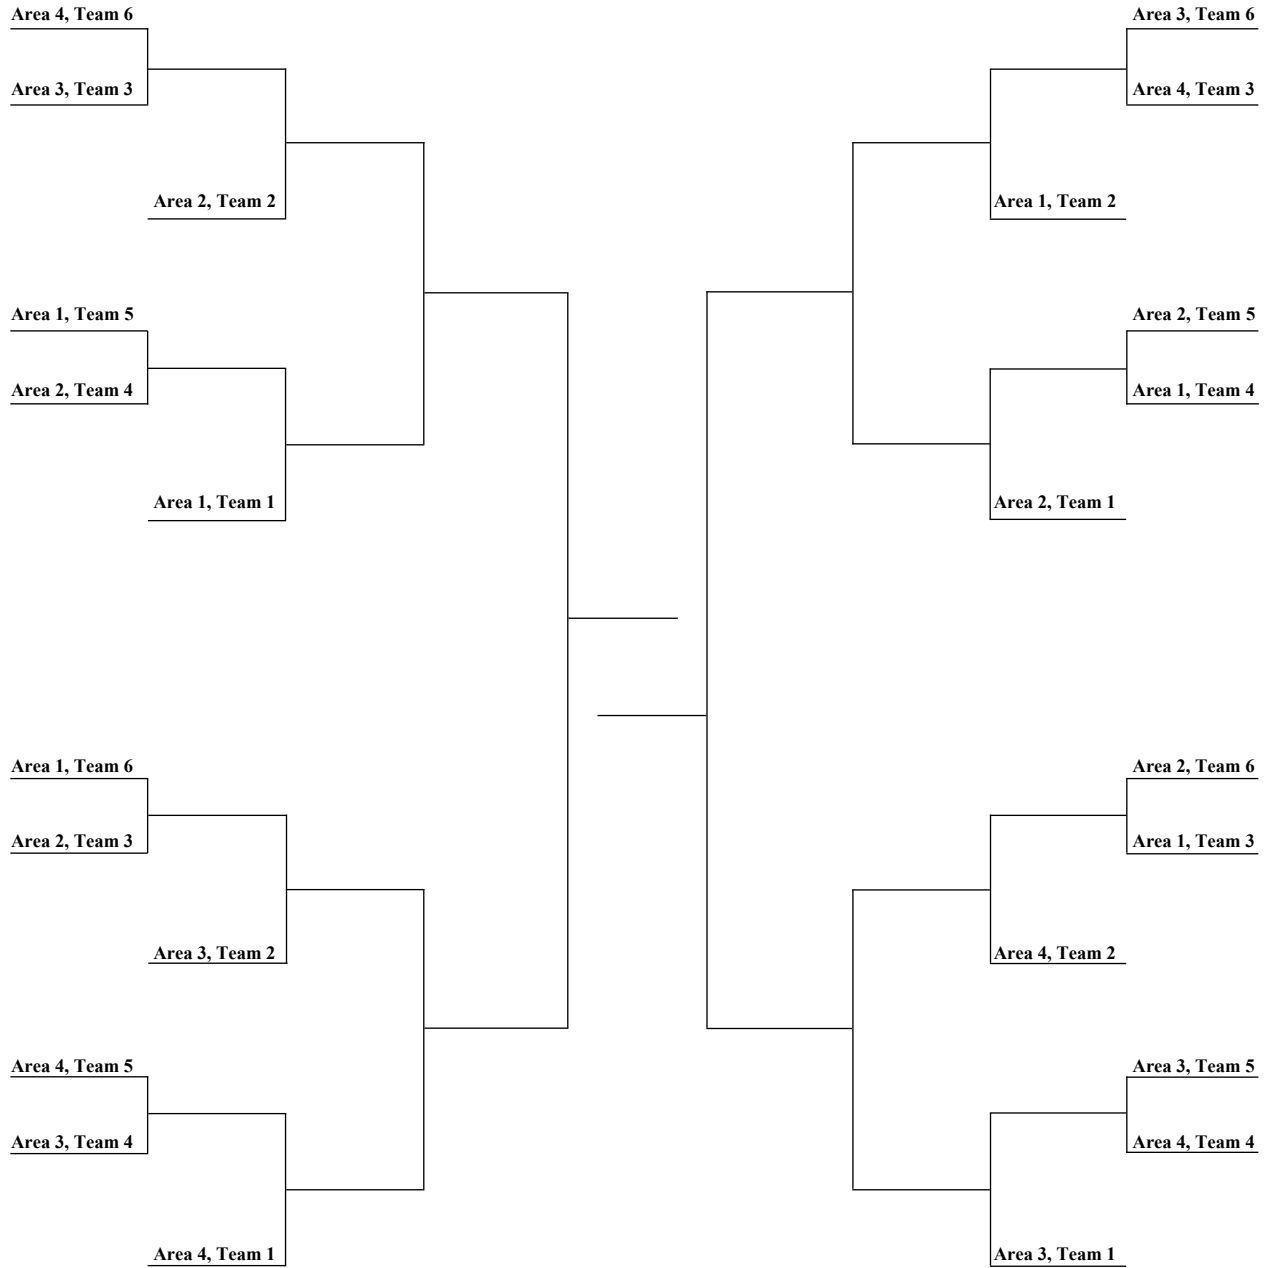 Area 4, Team 6
Area 3, Team 3
Area 2, Team 2
Area 1, Team 5
Area 2, Team 4
Area 1, Team 1
Area 1, Team 6
Area 2, Team 3
Area 3, Team 2
Area 4, Team 5
Area 3, Team 4
Area 4, Team 1
Area 3, Team 6
Area 4, Team 3
Area 1, Team 2
Area 2, Team 5
Area 1, Team 4
Area 2, Team 1
Area 2, Team 6
Area 1, Team 3
Area 4, Team 2
Area 3, Team 5
Area 4, Team 4
Area 3, Team 1